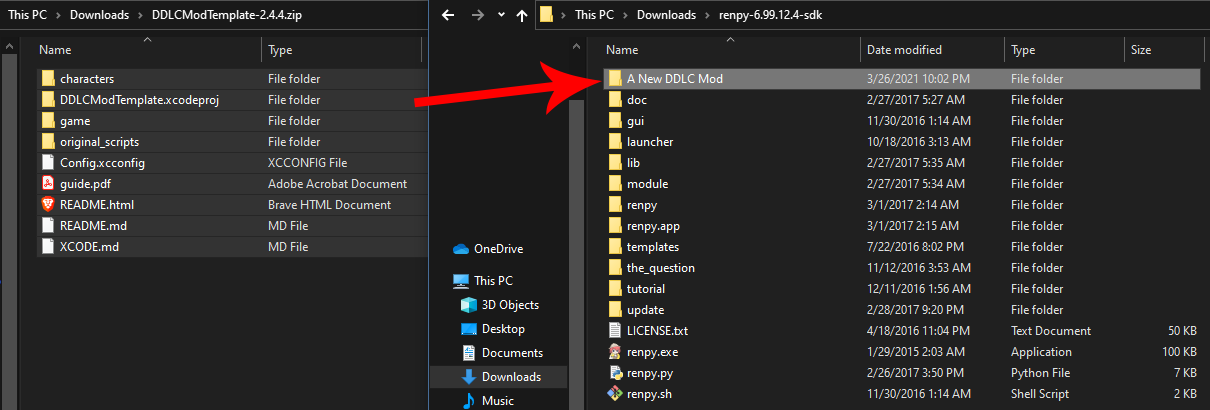 This PC > Downloads > DDLCModTemplate-2.4.4.zip
Name Type
characters File folder
DDLCModTemplate.xcodeproj File folder
game File folder
original_scripts File folder
Config.xcconfig XCCONFIG File
guide.pdf Adobe Acrobat Document
README.html Brave HTML Document
README.md MD File
XCODE.md MD File
This PC > Downloads > renpy-6.99.12.4-sdk
OneDrive
This PC
3D Objects
Desktop
Documents
Downloads
Music
Name Date modified Type Size
A New DDLC Mod 3/26/2021 10:02 PM File folder
doc 2/27/2017 5:27 AM File folder
gui 11/30/2016 1:14 AM File folder
launcher 10/18/2016 3:13 AM File folder
lib 2/27/2017 5:35 AM File folder
module 2/27/2017 5:34 AM File folder
renpy 3/1/2017 2:14 AM File folder
renpy.app 3/1/2017 2:15 AM File folder
templates 7/22/2016 8:02 PM File folder
the_question 11/12/2016 3:53 AM File folder
tutorial 12/11/2016 1:56 AM File folder
update 2/28/2017 9:20 PM File folder
LICENSE.txt 4/18/2016 11:04 PM Text Document 50 KB
renpy.exe 1/29/2015 2:03 AM Application 100 KB
renpy.py 2/26/2017 3:50 PM Python File 7 KB
renpy.sh 11/30/2016 1:14 AM Shell Script 2 KB